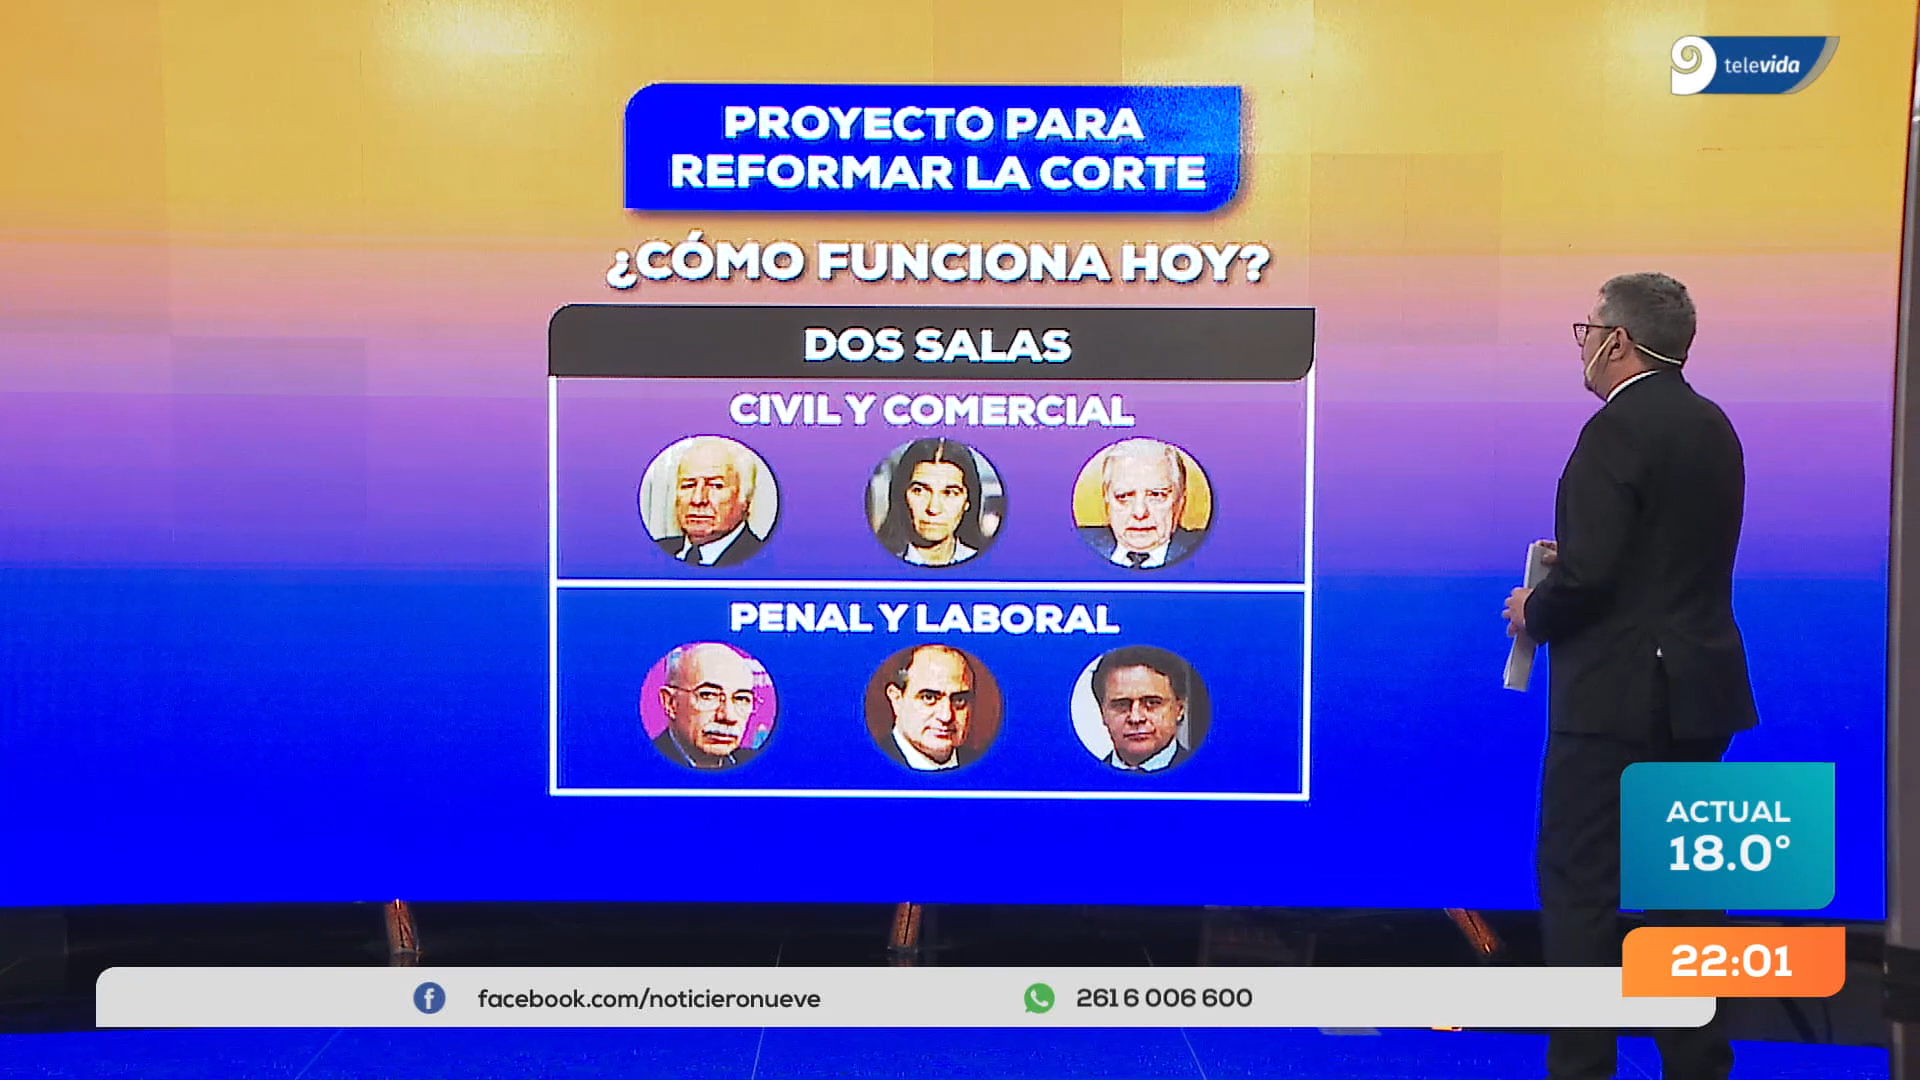 9 televida
PROYECTO PARA
REFORMAR LA CORTE
¿CÓMO FUNCIONA HOY?
DOS SALAS
CIVIL Y COMERCIAL
PENAL Y LABORAL
ACTUAL
18.0°
22:01
facebook.com/noticieronueve
261 6 006 600